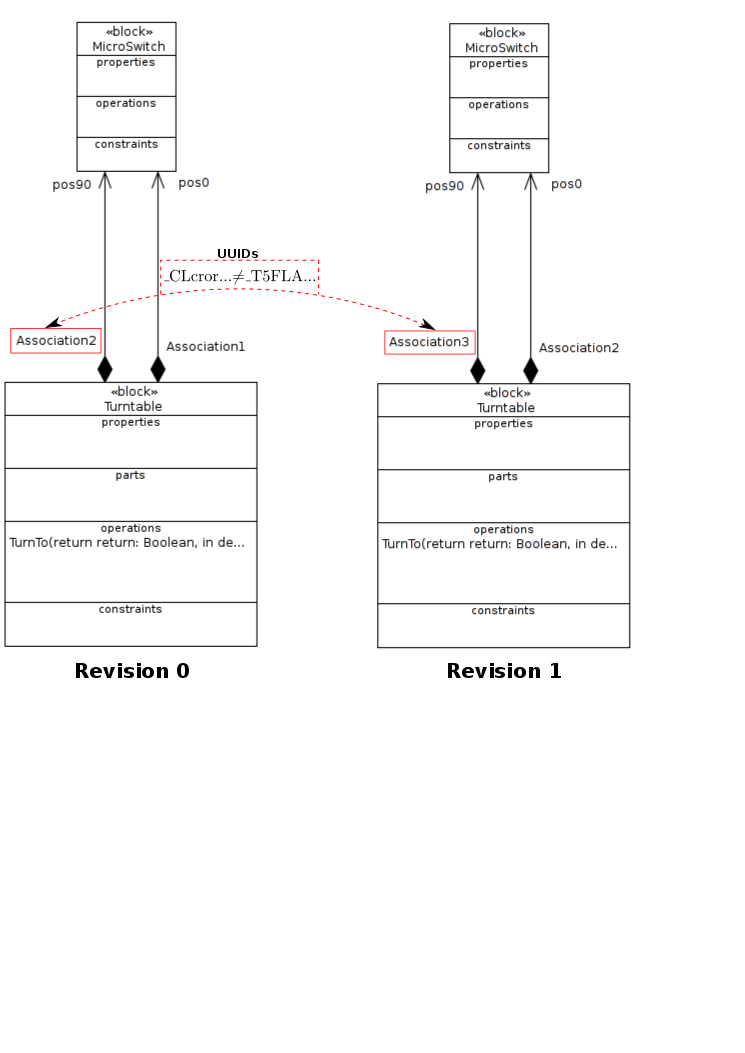 «block»
MicroSwitch
properties
operations
constraints
pos90
pos0
«block»
MicroSwitch
properties
operations
constraints
pos90
pos0
UUIDs
_CLcror...≠_T5FLA...
Association2
Association1
Association3
Association2
«block»
Turntable
properties
parts
operations
TurnTo(return return: Boolean, in de...
constraints
«block»
Turntable
properties
parts
operations
TurnTo(return return: Boolean, in de...
constraints
Revision 0
Revision 1